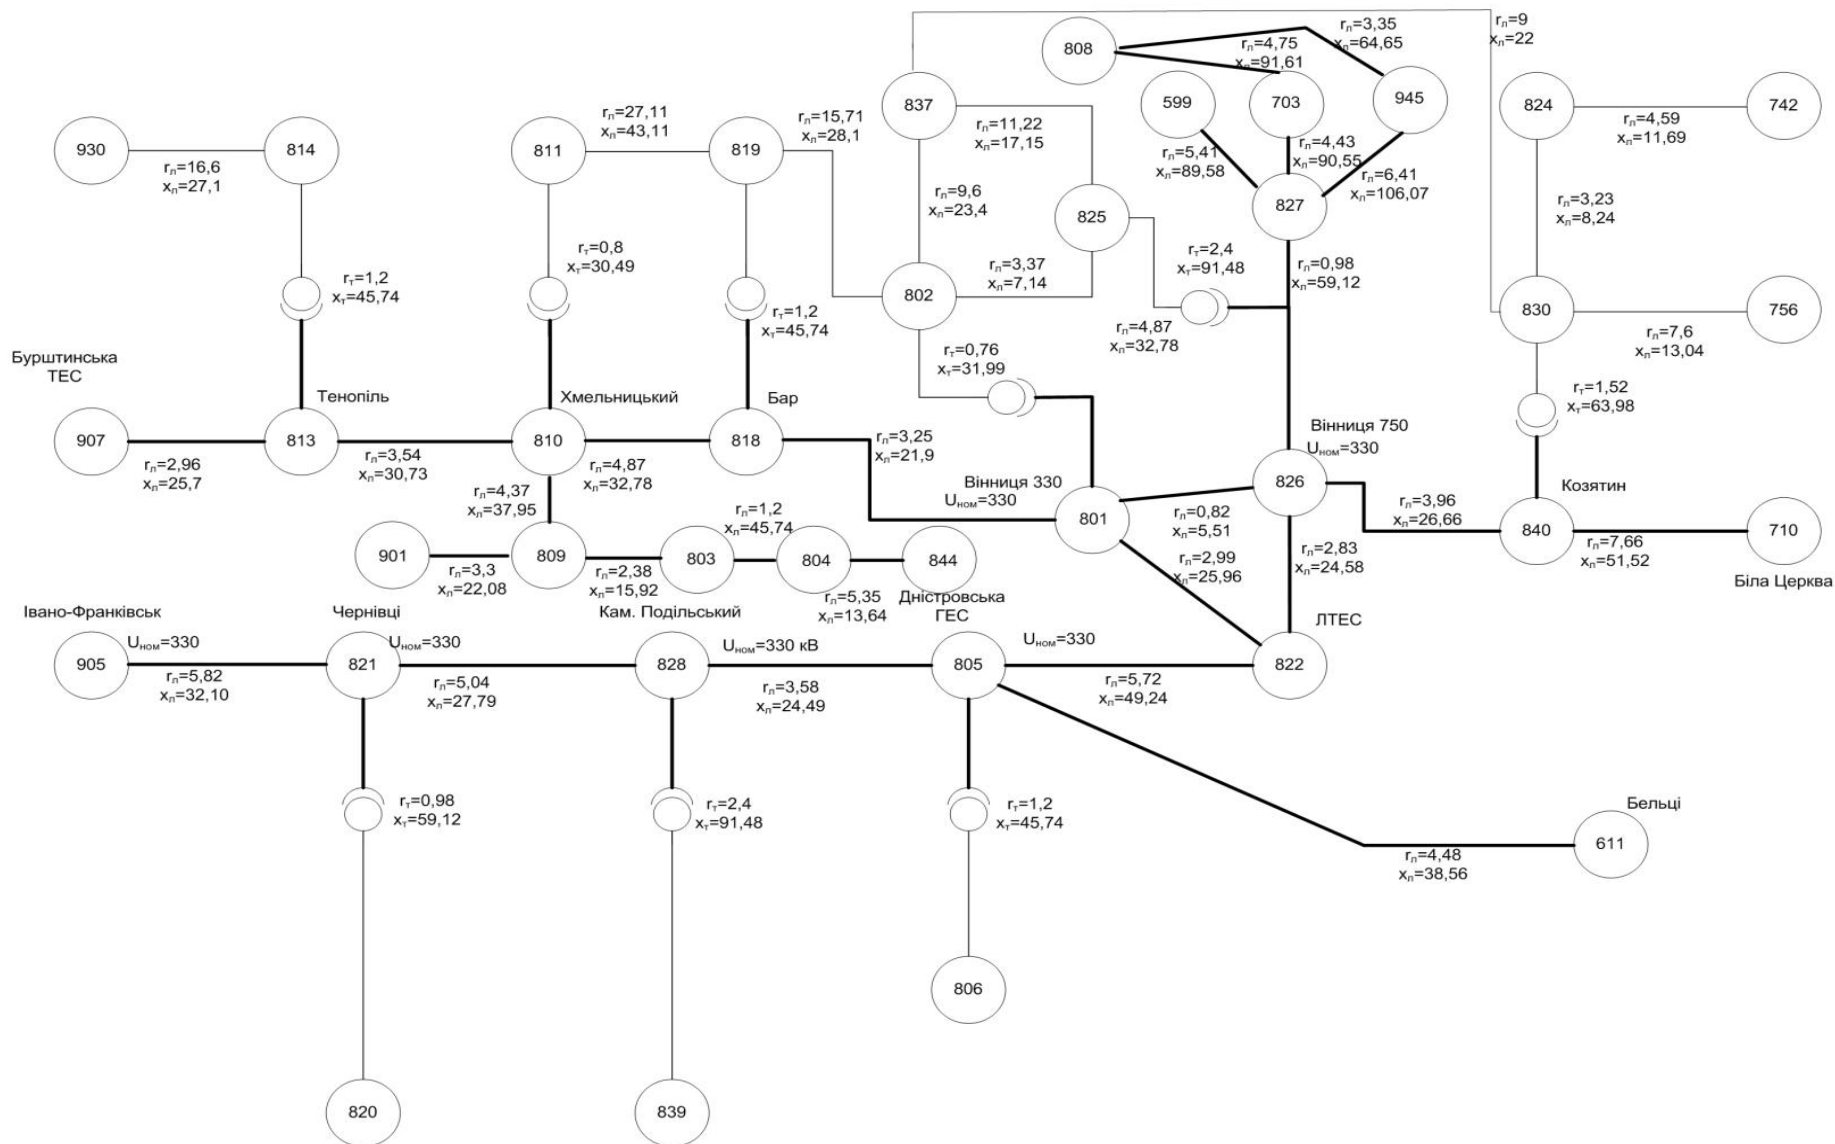 rл=9
xл=22
808
rл=3,35
xл=64,65
rл=4,75
xл=91,61
837
599
703
945
824
742
rл=4,59
xл=11,69
930
814
rл=16,6
xл=27,1
811
rл=27,11
xл=43,11
819
rл=15,71
xл=28,1
rл=11,22
xл=17,15
rл=5,41
xл=89,58
rл=4,43
xл=90,55
rл=6,41
xл=106,07
827
rл=9,6
xл=23,4
825
rл=3,23
xл=8,24
rт=1,2
xт=45,74
rт=0,8
xт=30,49
rт=1,2
xт=45,74
802
rл=3,37
xл=7,14
rт=2,4
xт=91,48
rл=0,98
xл=59,12
rл=4,87
xл=32,78
830
756
rл=7,6
xл=13,04
rт=0,76
xт=31,99
rт=1,52
xт=63,98
Бурштинська
ТЕС
Тенопіль
Хмельницький
Бар
907
rл=2,96
xл=25,7
813
rл=3,54
xл=30,73
810
rл=4,87
xл=32,78
818
rл=3,25
xл=21,9
Вінниця 750
Uном=330
826
Вінниця 330
Uном=330
801
rл=0,82
xл=5,51
rл=3,96
xл=26,66
Козятин
840
rл=7,66
xл=51,52
710
Біла Церква
rл=4,37
xл=37,95
rл=1,2
xл=45,74
901
rл=3,3
xл=22,08
809
rл=2,38
xл=15,92
803
804
rл=5,35
xл=13,64
844
Дністровська
ГЕС
rл=2,99
xл=25,96
rл=2,83
xл=24,58
Івано-Франківськ
Чернівці
Кам. Подільський
ЛТЕС
905
Uном=330
rл=5,82
xл=32,10
821
Uном=330
rл=5,04
xл=27,79
828
Uном=330 кВ
rл=3,58
xл=24,49
805
Uном=330
rл=5,72
xл=49,24
822
rт=0,98
xт=59,12
rт=2,4
xт=91,48
rт=1,2
xт=45,74
Бельці
611
rл=4,48
xл=38,56
806
820
839